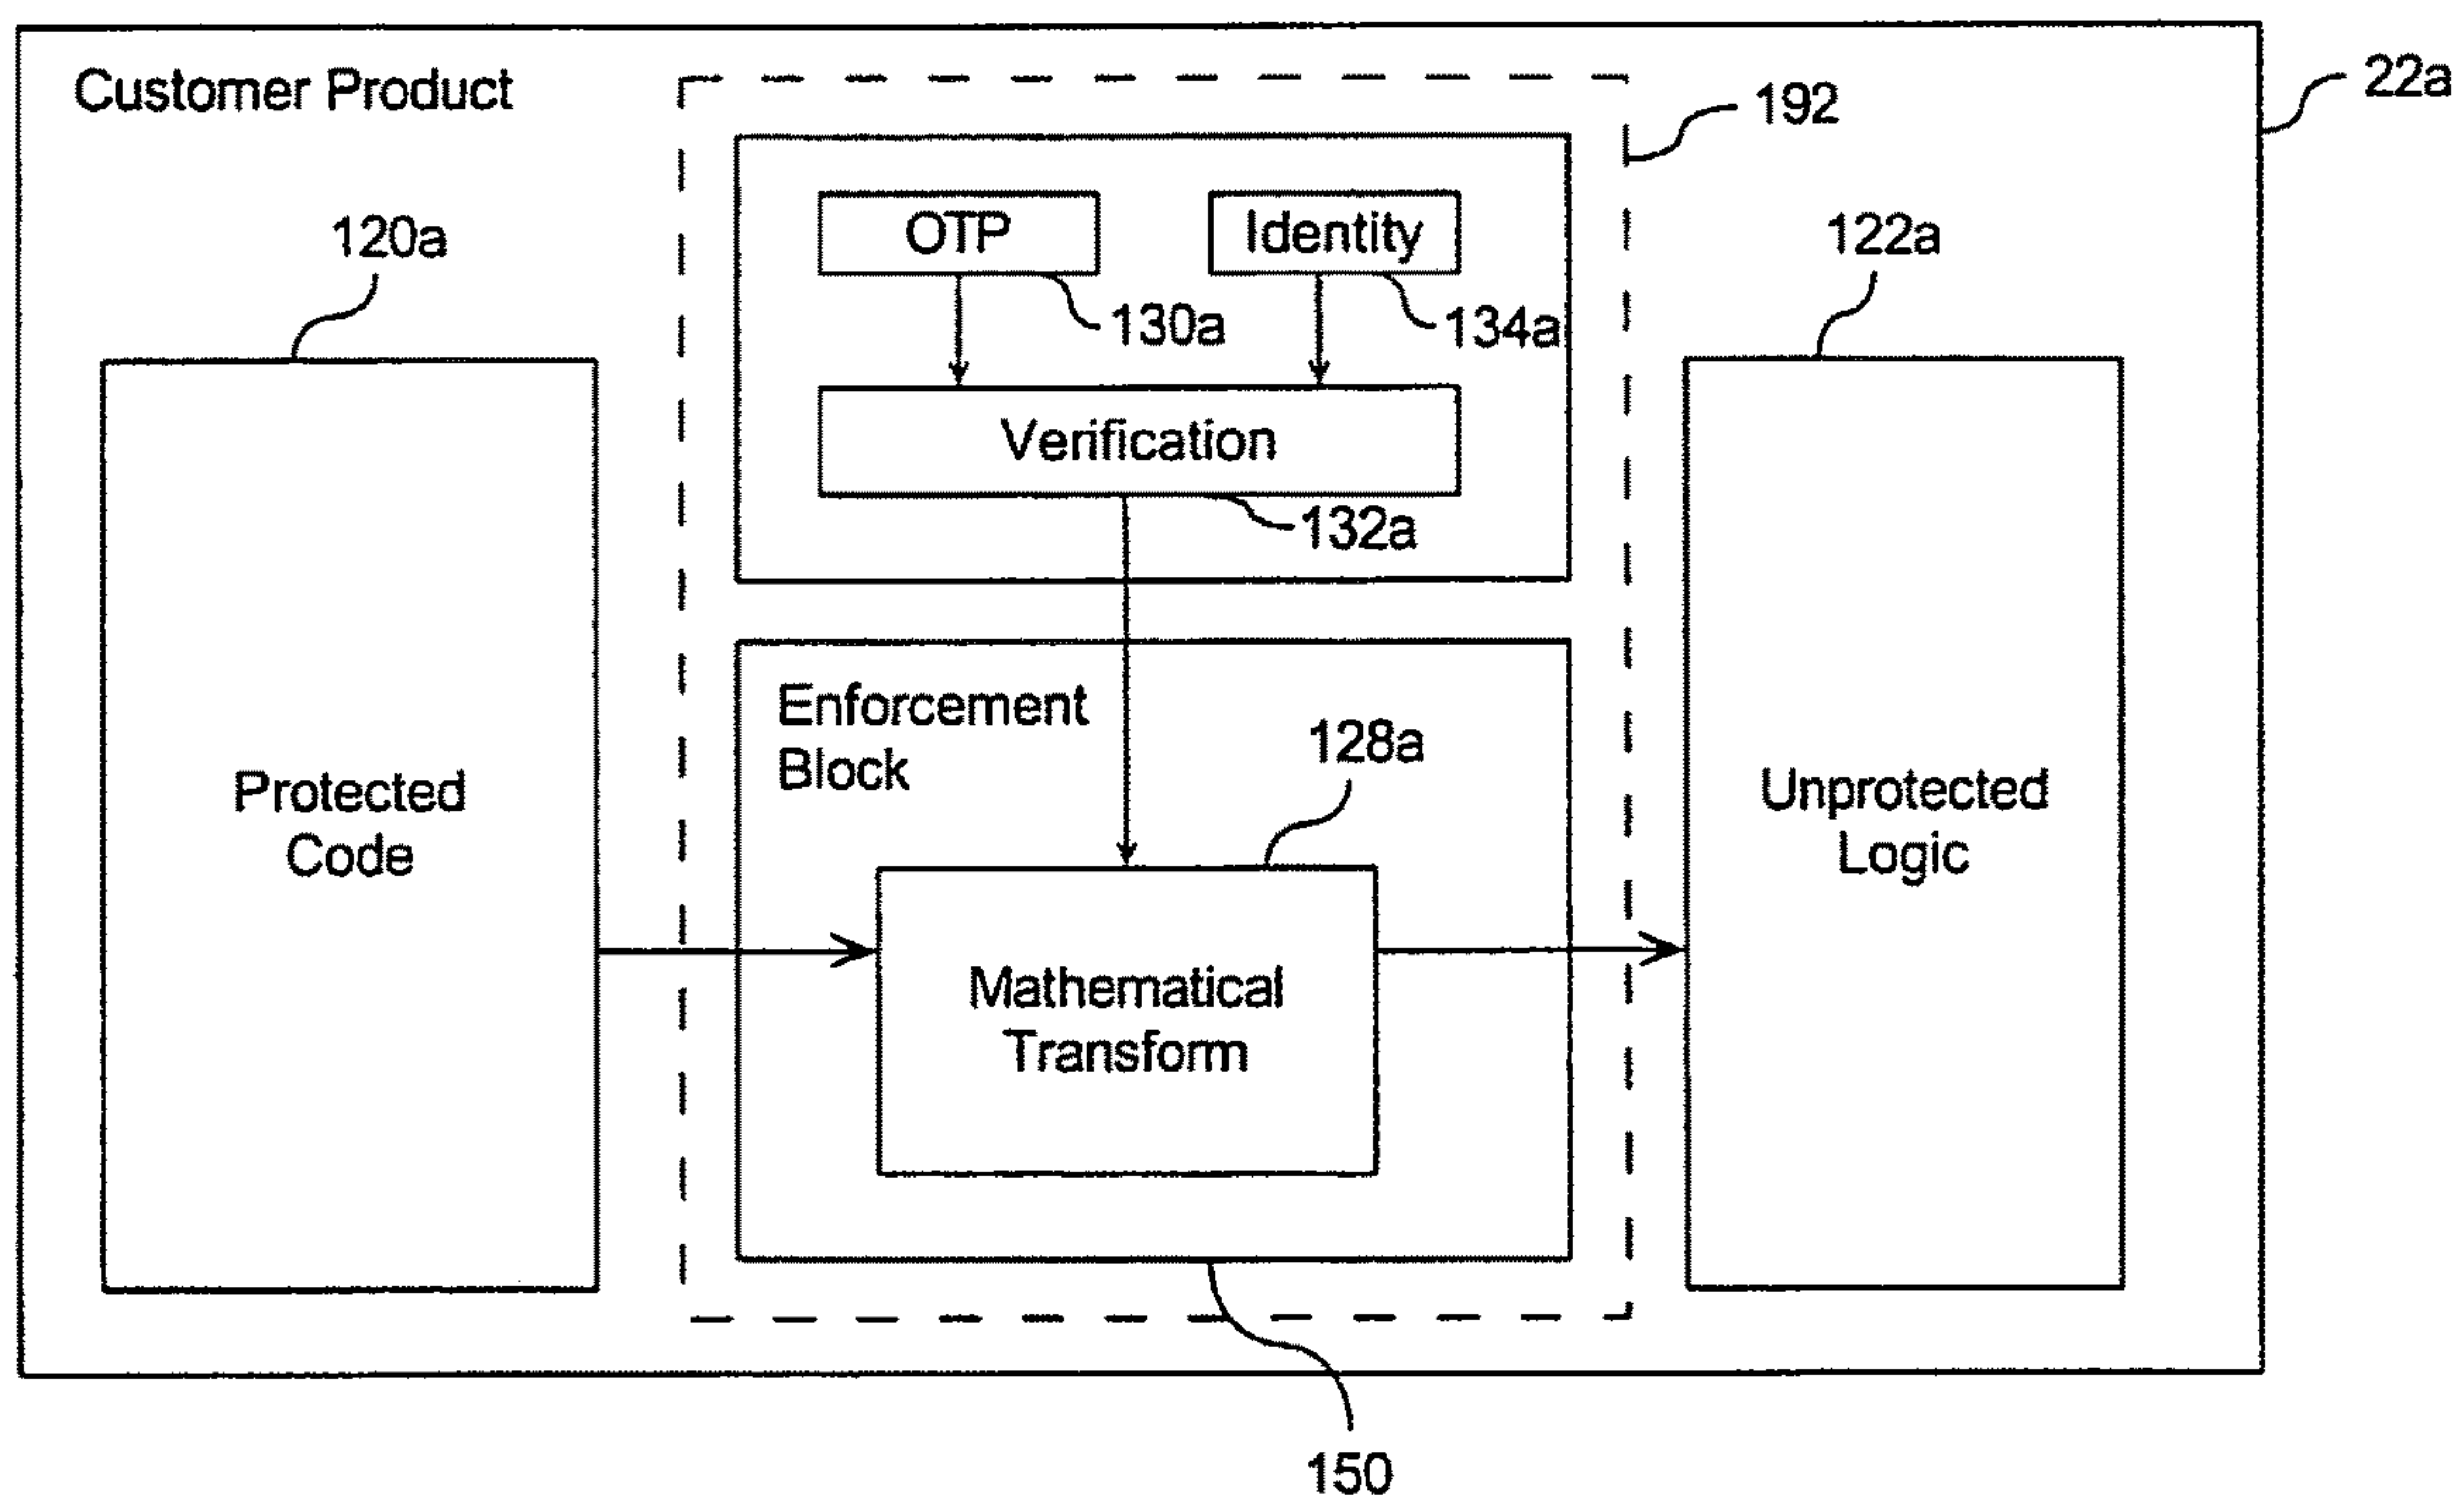 Customer Product
22a
192
OTP
Identity
120a
122a
130a
134a
Verification
132a
Enforcement
Block
128a
Protected
Code
Unprotected
Logic
Mathematical
Transform
150